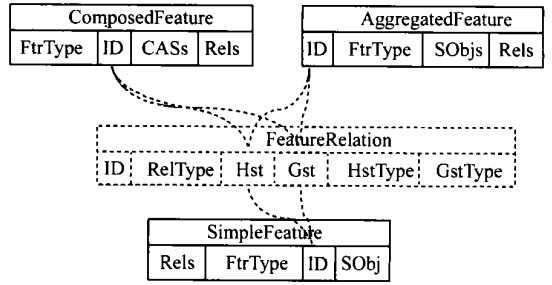 ComposedFeature
AggregatedFeature
FtrType ID CASs Rels
ID FtrType SObjs Rels
FeatureRelation
ID RelType Hst Gst HstType GstType
SimpleFeature
Rels FtrType ID SObj